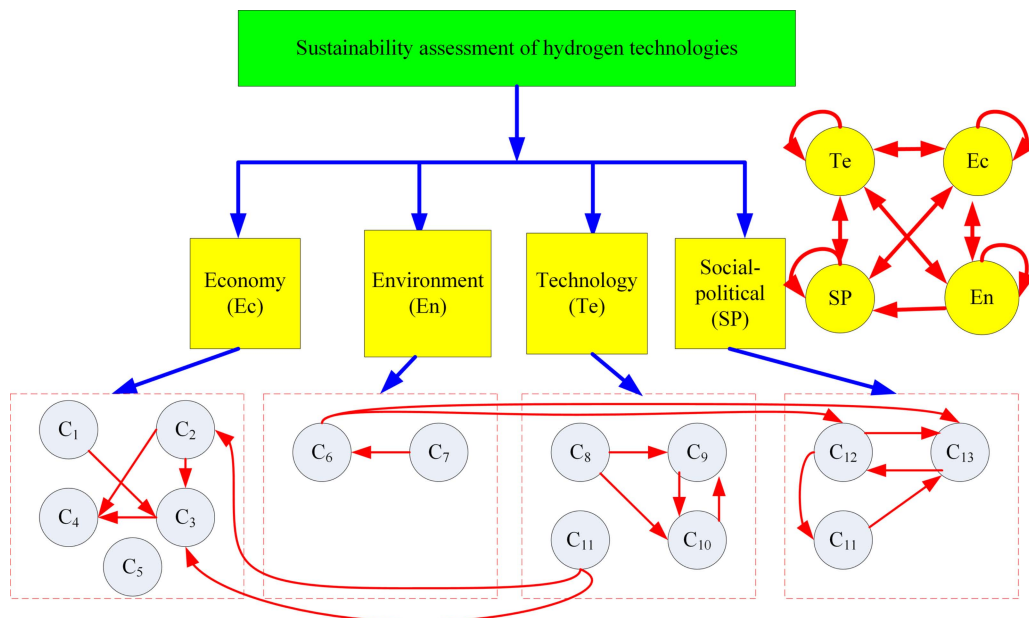 Sustainability assessment of hydrogen technologies
Te
Ec
SP
En
Economy
(Ec)
Environment
(En)
Technology
(Te)
Social-
political
(SP)
C1
C2
C4
C3
C5
C6
C7
C8
C9
C11
C10
C12
C13
C11